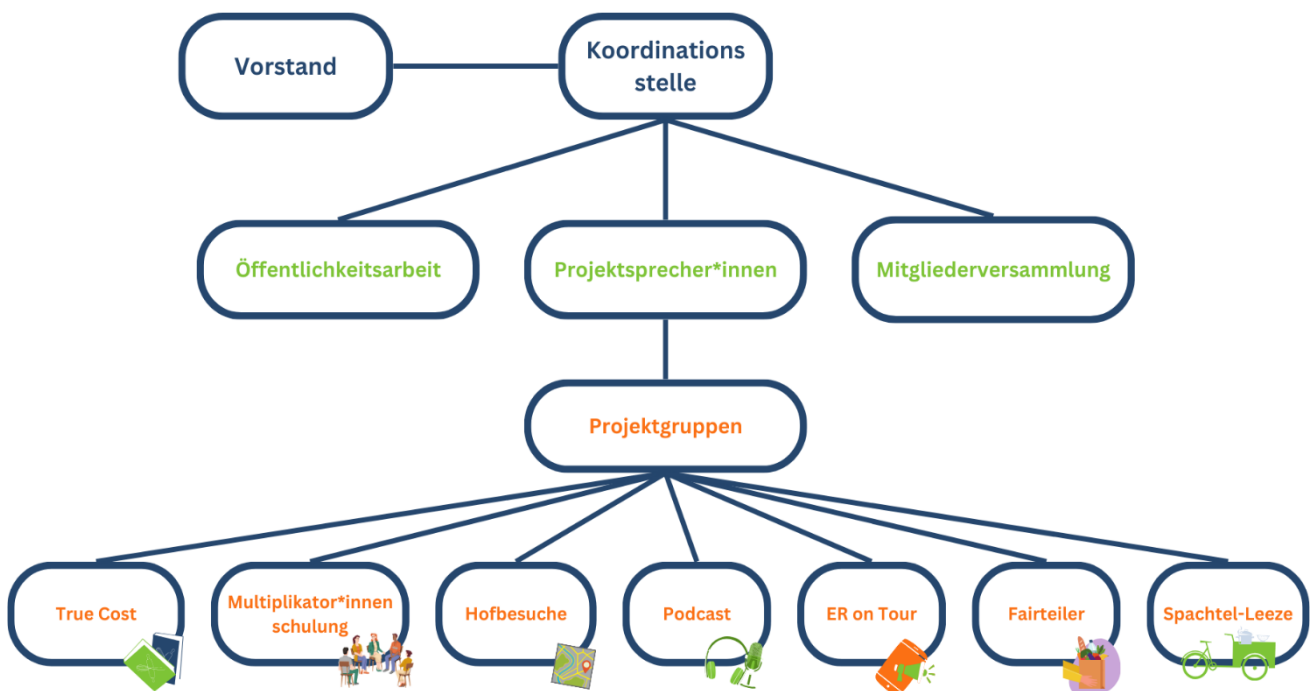 Vorstand
Koordinations
stelle
Öffentlichkeitsarbeit
Projektsprecher*innen
Mitgliederversammlung
Projektgruppen
True Cost
Multiplikator*innen
schulung
Hofbesuche
Podcast
ER on Tour
Fairteiler
Spachtel-Leeze